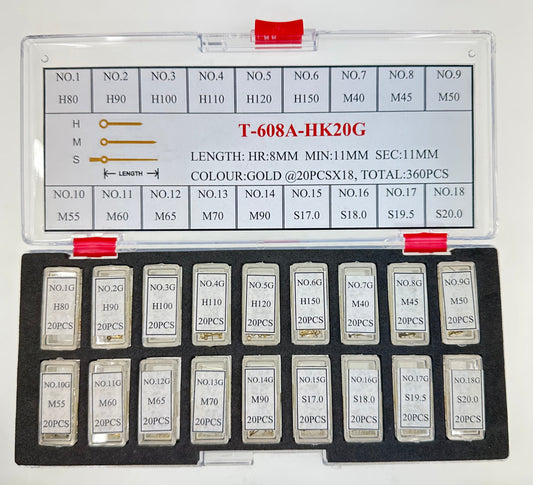 NO.1 NO.2 NO.3 NO.4 NO.5 NO.6 NO.7 NO.8 NO.9
H80 H90 H100 H110 H120 H150 M40 M45 M50
H
T-608A-HK20G
M
LENGTH: HR:8MM MIN:11MM SEC:11MM
S
LENGTH
COLOUR:GOLD @20PCSX18, TOTAL:360PCS
NO.10 NO.11 NO.12 NO.13 NO.14 NO.15 NO.16 NO.17 NO.18
M55 M60 M65 M70 M90 S17.0 S18.0 S19.5 S20.0
NO.1G NO.2G NO.3G NO.4G NO.5G NO.6G NO.7G NO.8G NO.9G
H80 H90 H100 H110 H120 H150 M40 M45 M50
20PCS 20PCS 20PCS 20PCS 20PCS 20PCS 20PCS 20PCS 20PCS
NO.10G NO.11G NO.12G NO.13G NO.14G NO.15G NO.16G NO.17G NO.18G
M55 M60 M65 M70 M90 S17.0 S18.0 S19.5 S20.0
20PCS 20PCS 20PCS 20PCS 20PCS 20PCS 20PCS 20PCS 20PCS